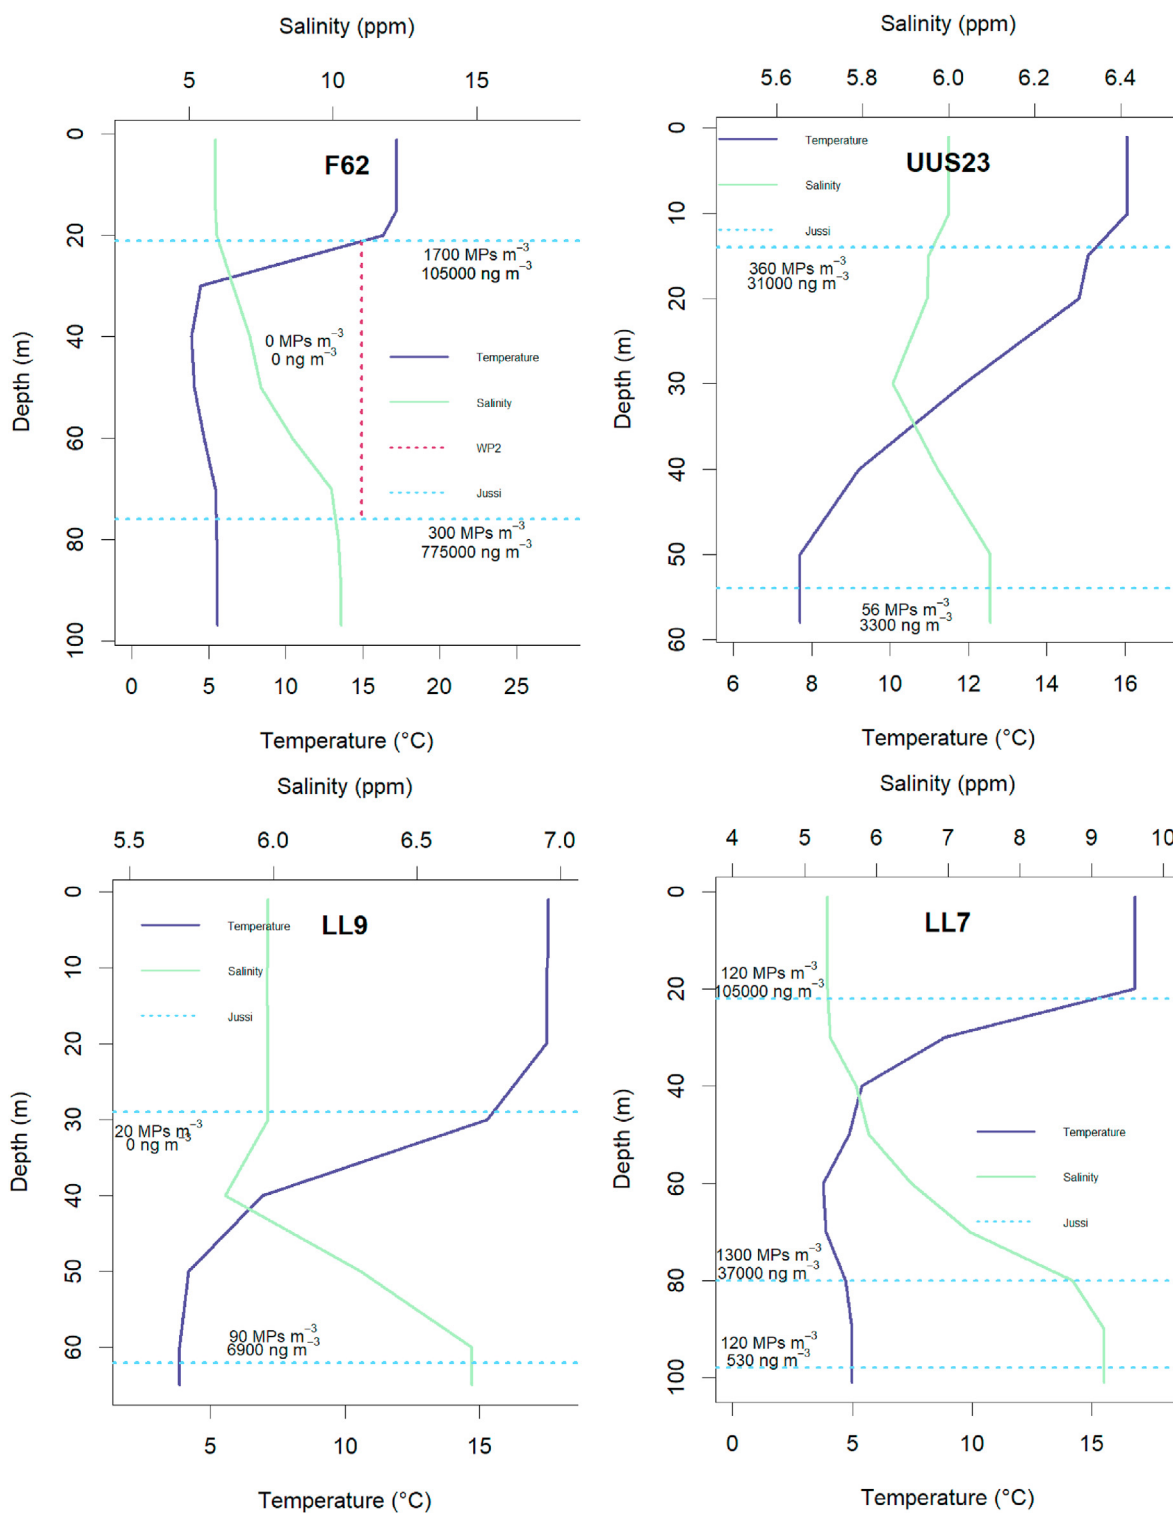 Salinity (ppm)
5 10 15
F62
0
20
40
60
80
100
Depth (m)
1700 MPs m⁻³
105000 ng m⁻³
0 MPs m⁻³
0 ng m⁻³
Temperature
Salinity
WP2
Jussi
300 MPs m⁻³
775000 ng m⁻³
0 5 10 15 20 25
Temperature (°C)
Salinity (ppm)
5.6 5.8 6.0 6.2 6.4
Temperature
UUS23
Salinity
Jussi
0
10
20
30
40
50
60
Depth (m)
360 MPs m⁻³
31000 ng m⁻³
56 MPs m⁻³
3300 ng m⁻³
6 8 10 12 14 16
Temperature (°C)
Salinity (ppm)
5.5 6.0 6.5 7.0
Temperature
LL9
Salinity
Jussi
0
10
20
30
40
50
60
Depth (m)
20 MPs m⁻³
0 ng m⁻³
90 MPs m⁻³
6900 ng m⁻³
5 10 15
Temperature (°C)
Salinity (ppm)
4 5 6 7 8 9 10
LL7
0
20
40
60
80
100
Depth (m)
120 MPs m⁻³
105000 ng m⁻³
Temperature
Salinity
Jussi
1300 MPs m⁻³
37000 ng m⁻³
120 MPs m⁻³
530 ng m⁻³
0 5 10 15
Temperature (°C)